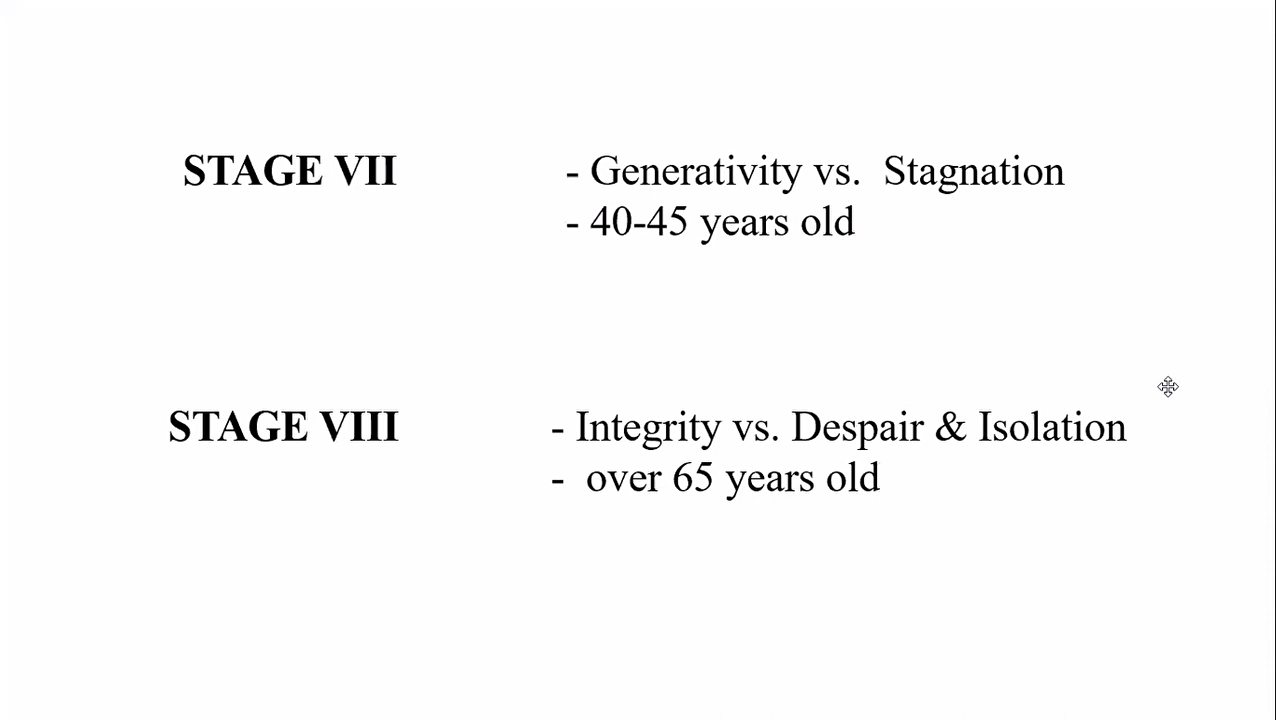 STAGE VII - Generativity vs.  Stagnation
- 40-45 years old
STAGE VIII - Integrity vs. Despair & Isolation
-  over 65 years old